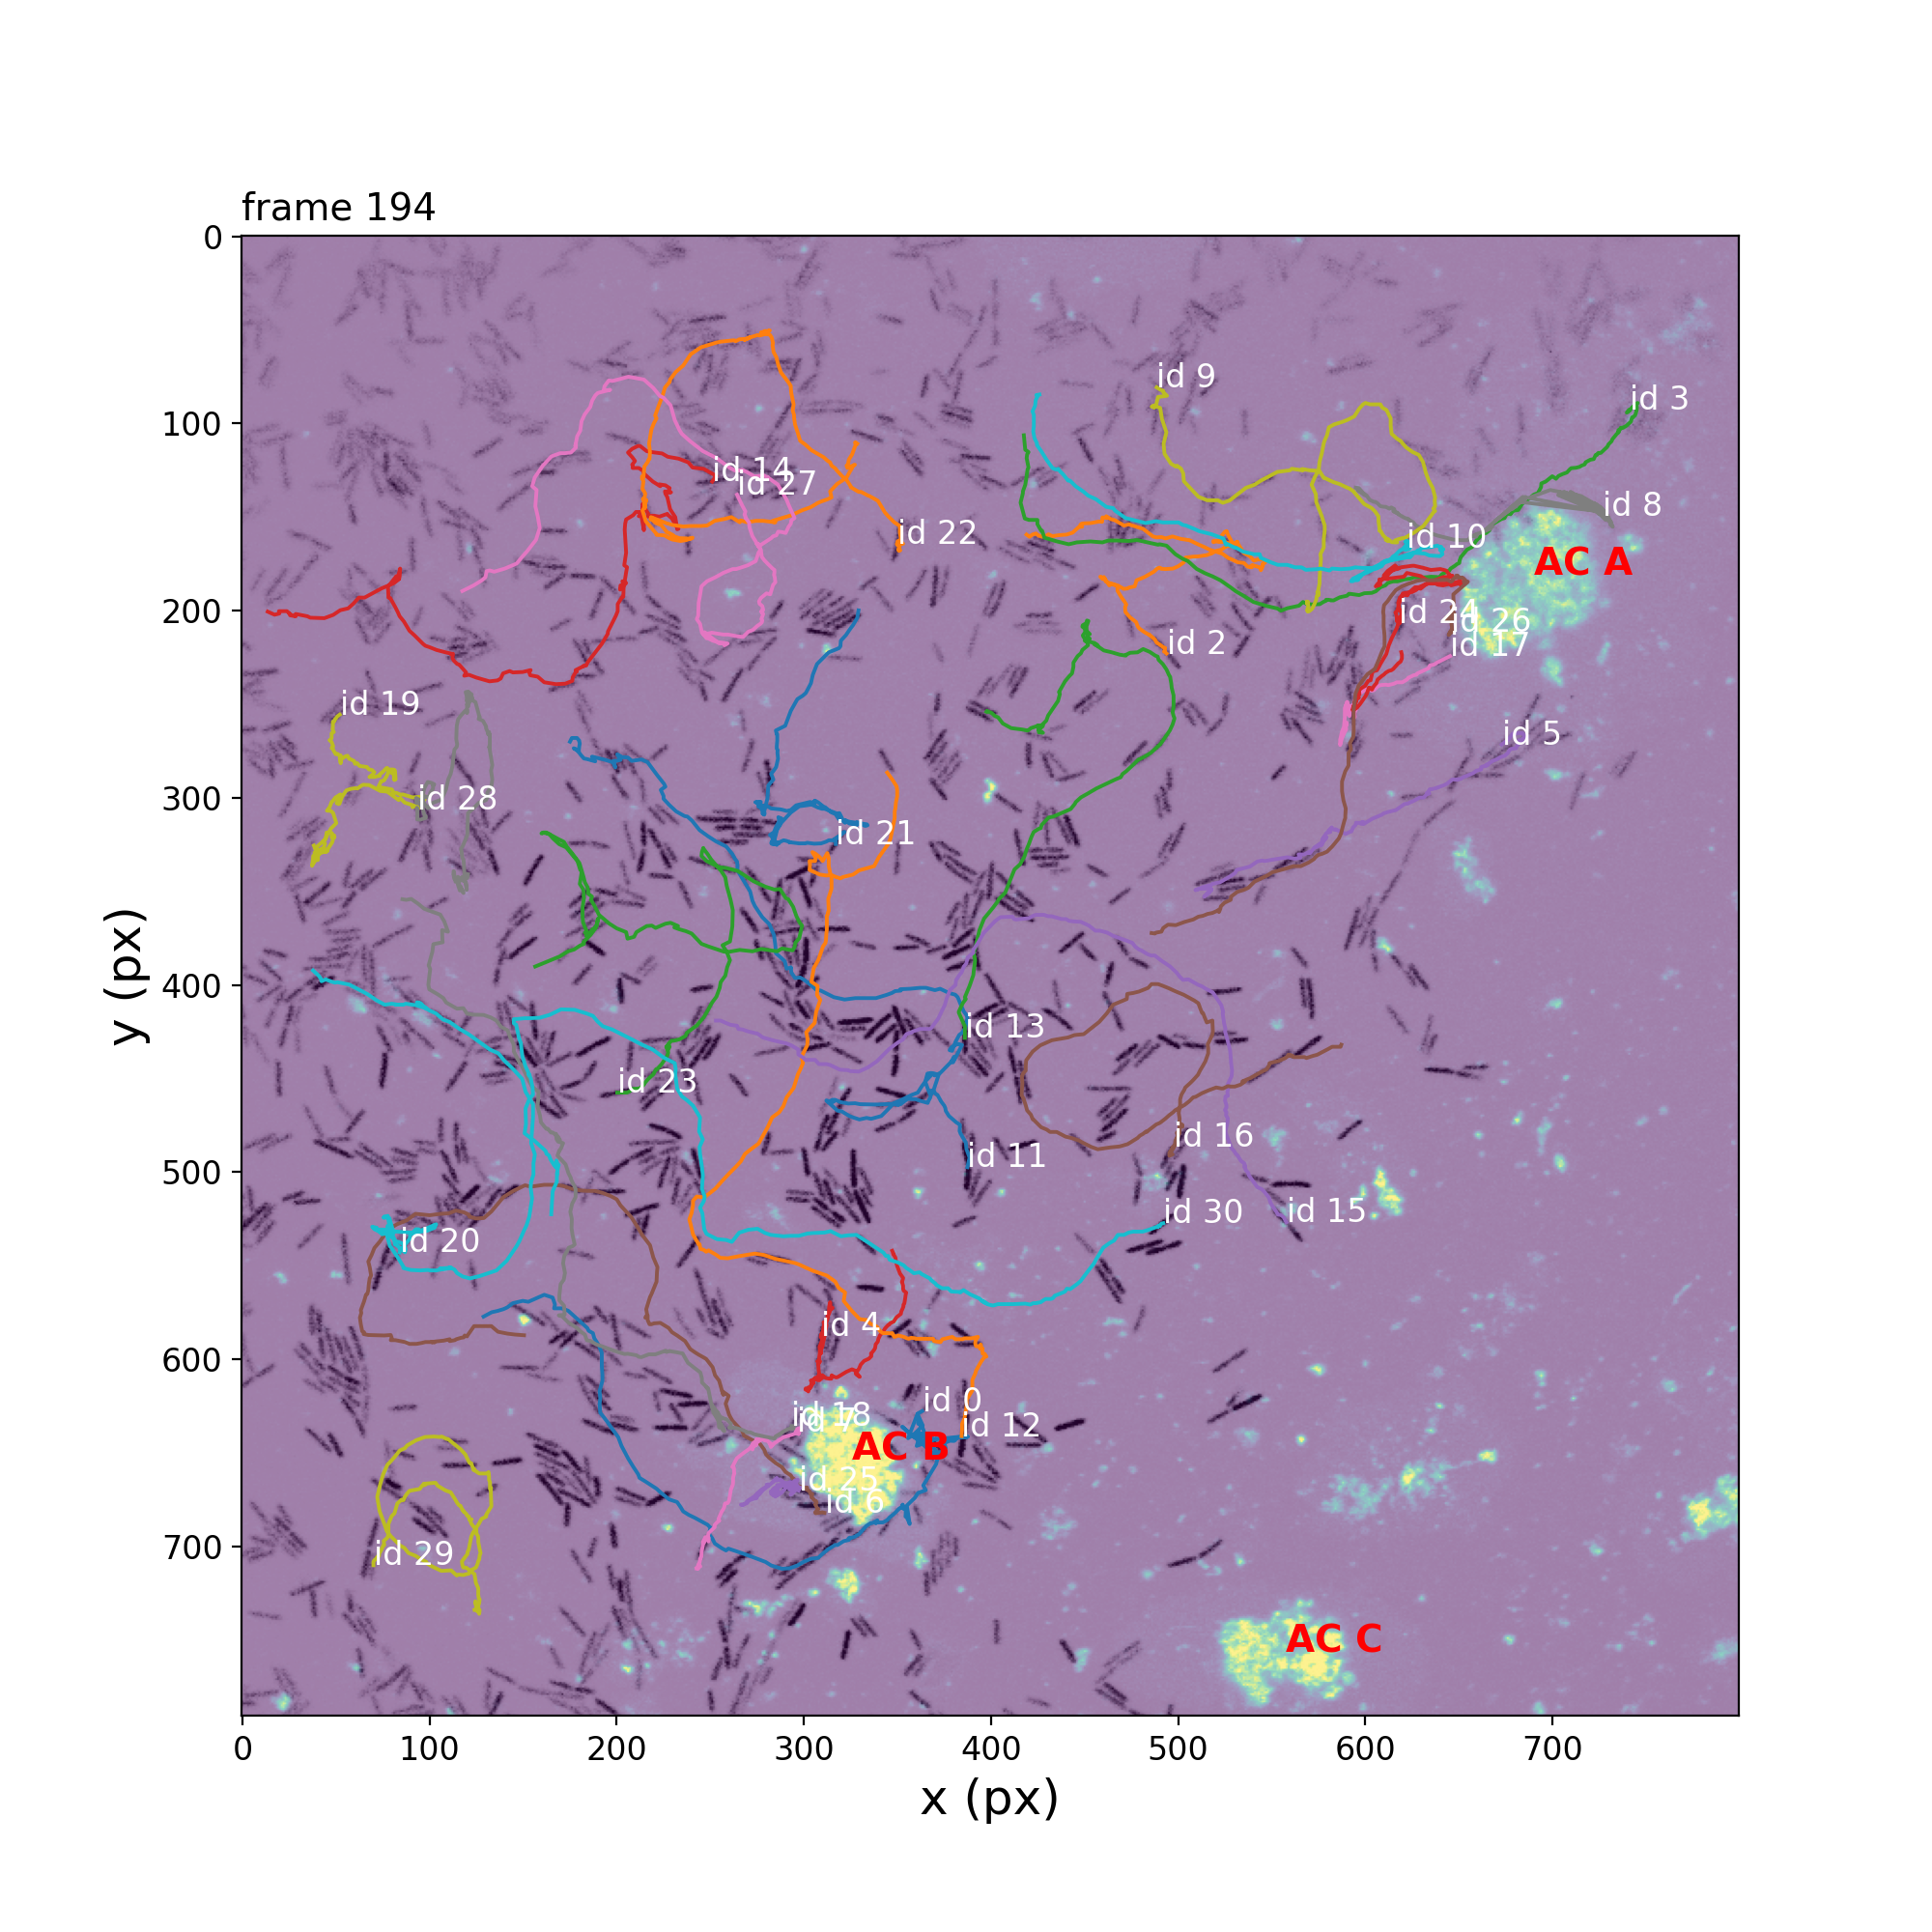 frame 194
0
100
200
300
400
500
600
700
y (px)
id 9
id 3
id 14
id 27
id 8
id 22
id 10
AC A
id 24
id 26
id 17
id 2
id 19
id 5
id 28
id 21
id 13
id 23
id 16
id 11
id 30
id 15
id 20
id 4
id 0
id 18
id 7
id 12
AC B
id 25
id 6
id 29
AC C
0 100 200 300 400 500 600 700
x (px)